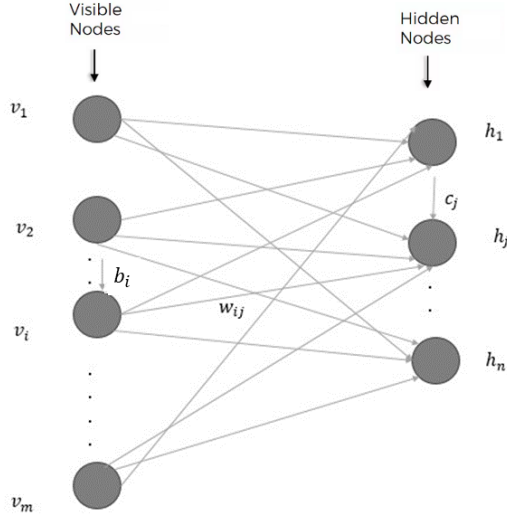 Visible
Nodes
Hidden
Nodes
v₁
h₁
v₂
cⱼ
hⱼ
bᵢ
vᵢ
wᵢⱼ
hₙ
vₘ